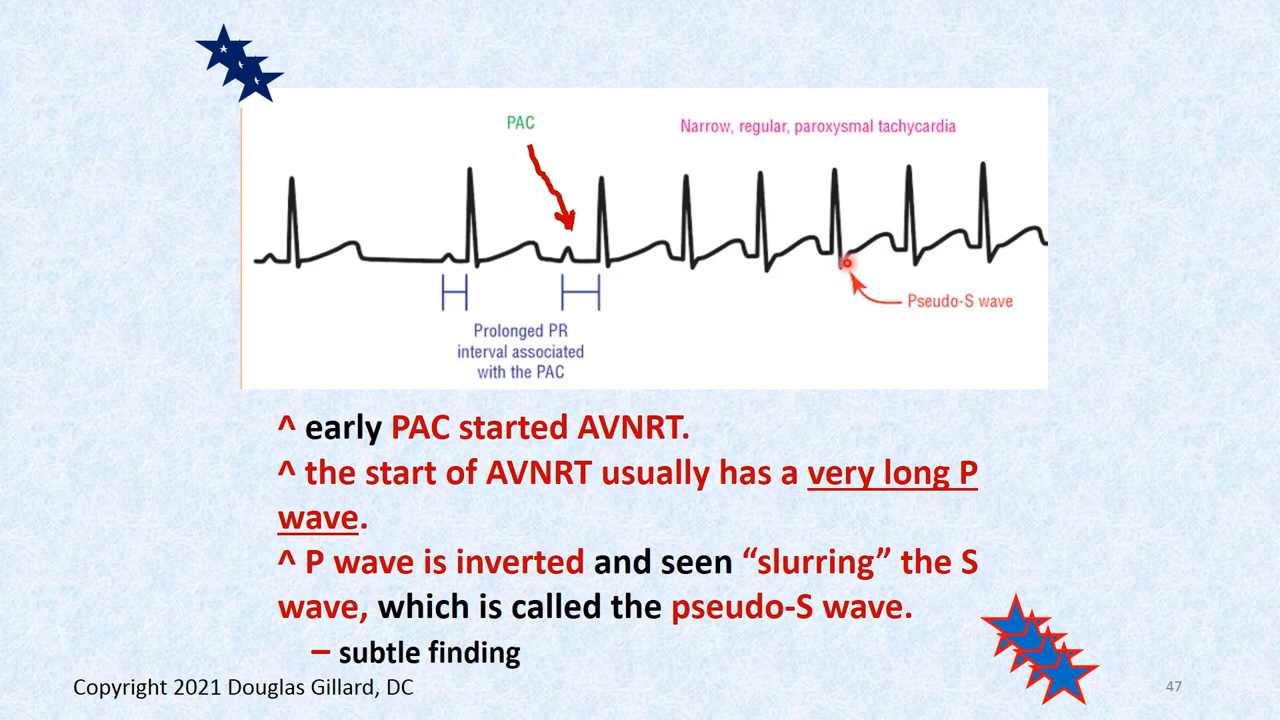 PAC
Narrow, regular, paroxysmal tachycardia
Pseudo-S wave
Prolonged PR
interval associated
with the PAC
^ early PAC started AVNRT.
^ the start of AVNRT usually has a very long P
wave.
^ P wave is inverted and seen “slurring” the S
wave, which is called the pseudo-S wave.
– subtle finding
Copyright 2021 Douglas Gillard, DC
47